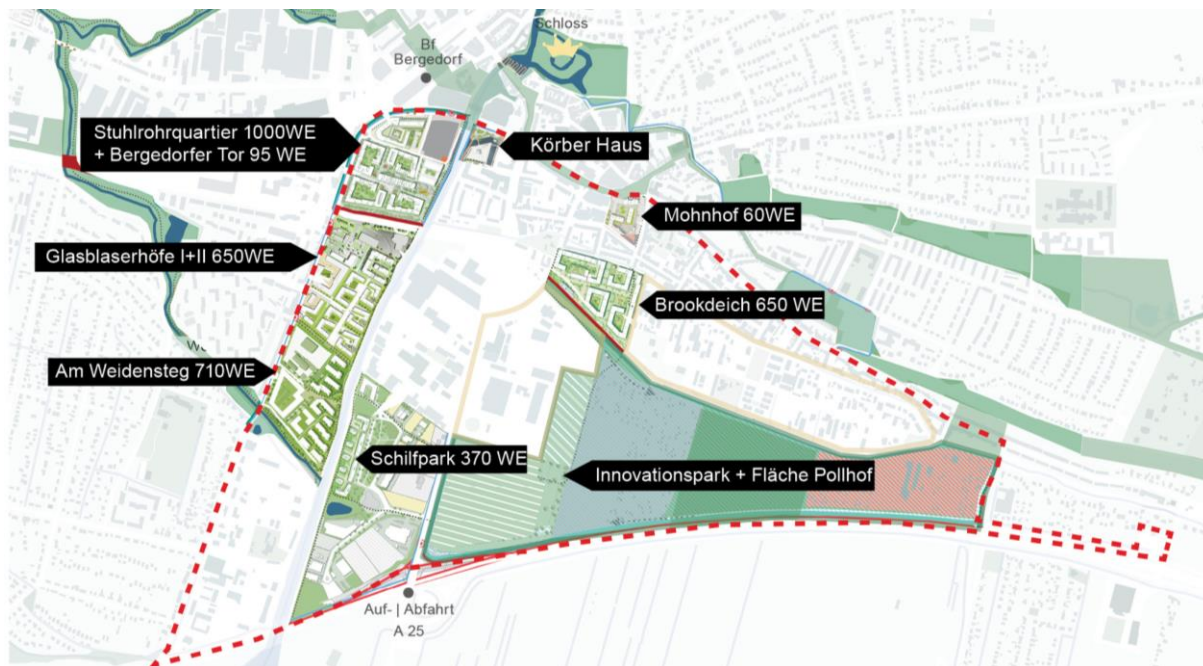 Schloss
Bf
Bergedorf
Stuhlrohrquartier 1000WE
+ Bergedorfer Tor 95 WE
Körber Haus
Mohnhof 60WE
Glasblaserhöfe I+II 650WE
Brookdeich 650 WE
Am Weidensteg 710WE
Schilfpark 370 WE
Innovationspark + Fläche Pollhof
Auf- | Abfahrt
A 25